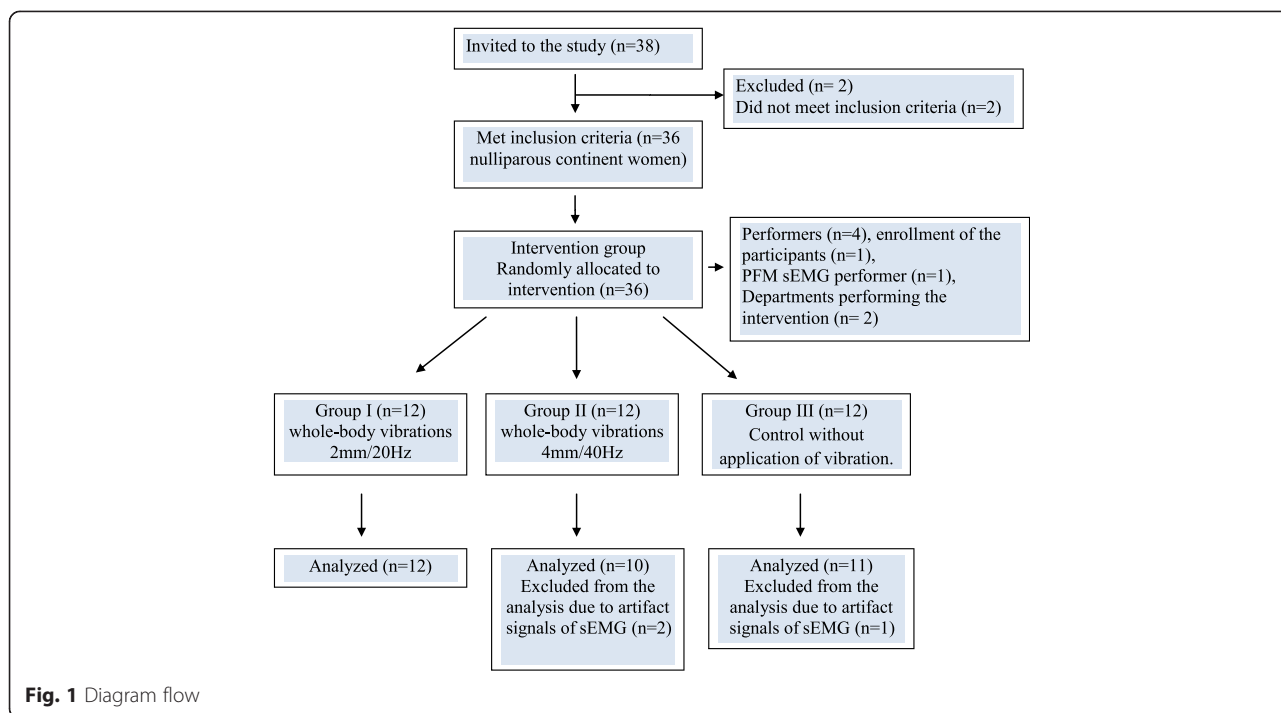 Invited to the study (n=38)
Excluded (n= 2)
Did not meet inclusion criteria (n=2)
Met inclusion criteria (n=36
nulliparous continent women)
Intervention group
Randomly allocated to
intervention (n=36)
Performers (n=4), enrollment of the
participants (n=1),
PFM sEMG performer (n=1),
Departments performing the
intervention (n= 2)
Group I (n=12)
whole-body vibrations
2mm/20Hz
Group II (n=12)
whole-body vibrations
4mm/40Hz
Group III (n=12)
Control without
application of vibration.
Analyzed (n=12)
Analyzed (n=10)
Excluded from the
analysis due to artifact
signals of sEMG (n=2)
Analyzed (n=11)
Excluded from the
analysis due to artifact
signals of sEMG (n=1)
Fig. 1 Diagram flow